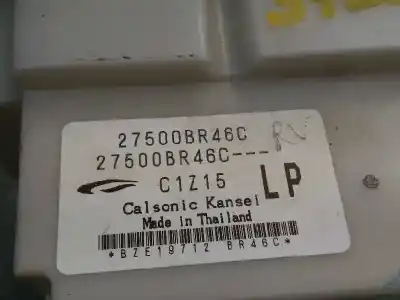 27500BR46C
27500BR46C---
C1Z15 LP
Calsonic Kansei
Made in Thailand
*BZE19712 BR46C*